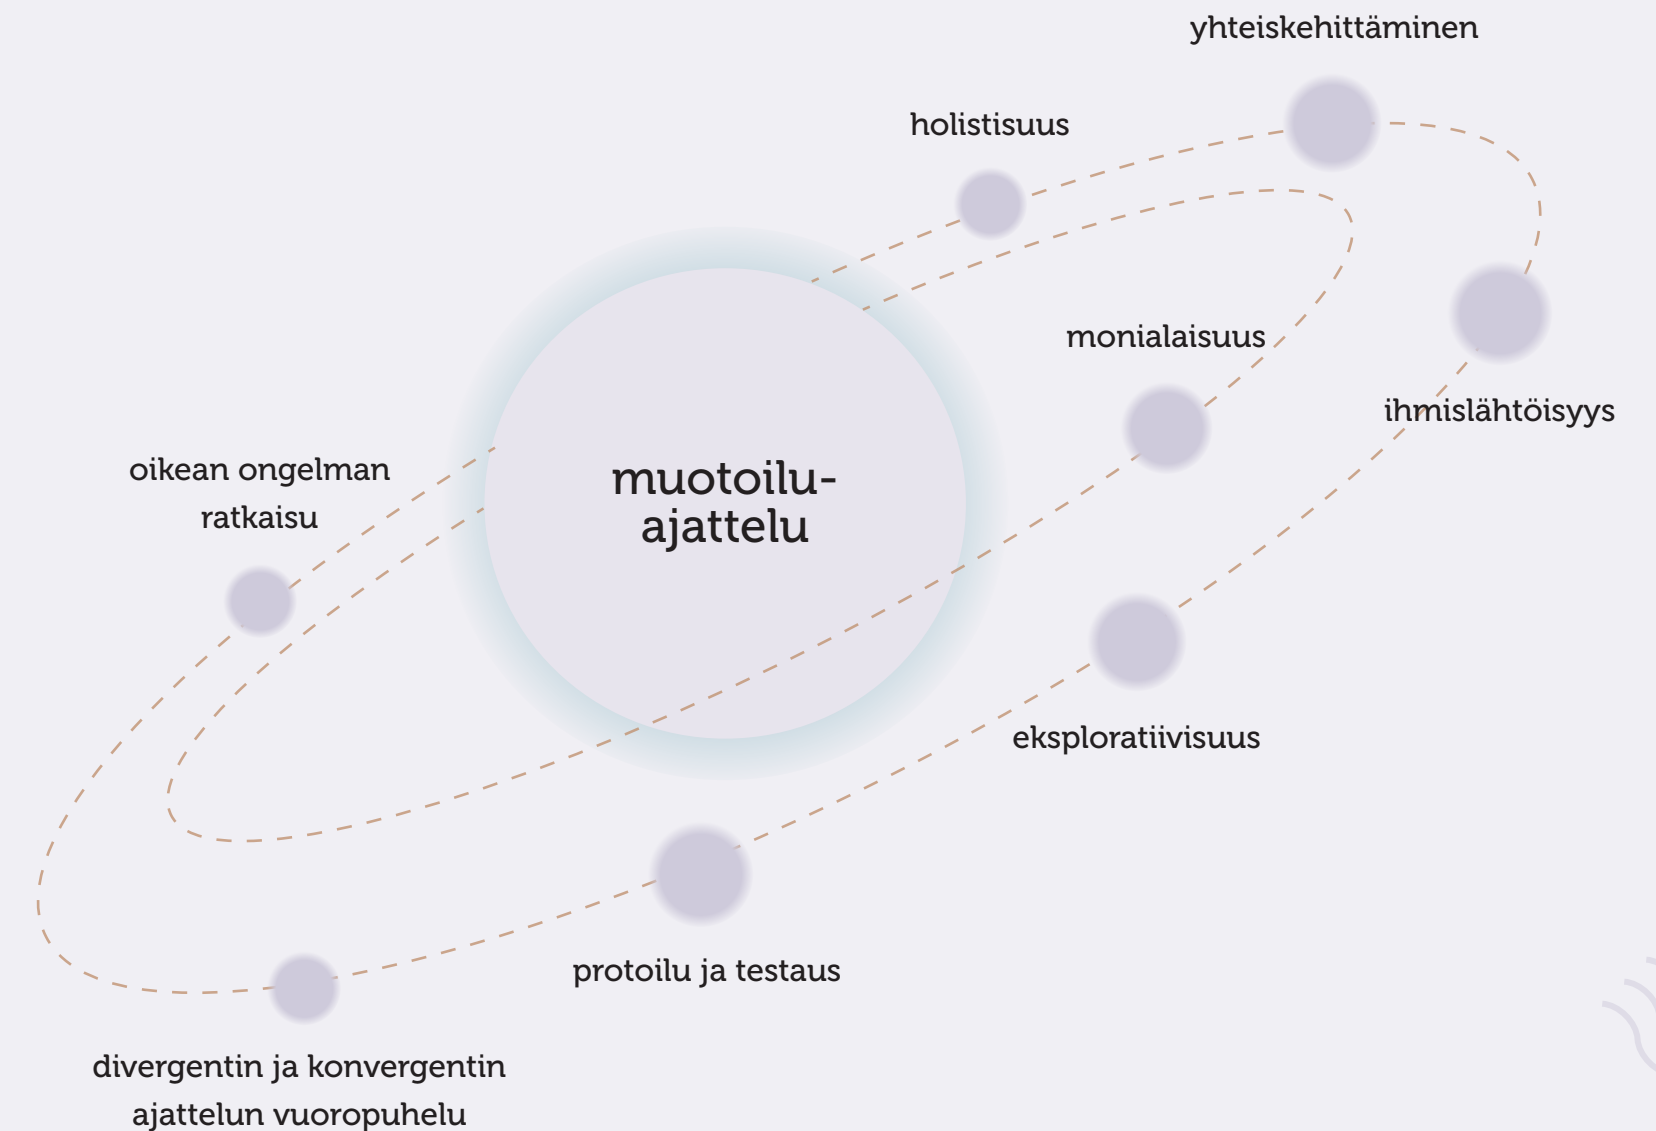 yhteiskehittäminen
holistisuus
monialaisuus
ihmislähtöisyys
oikean ongelman
ratkaisu
muotoilu-
ajattelu
eksploratiivisuus
protoilu ja testaus
divergentin ja konvergentin
ajattelun vuoropuhelu